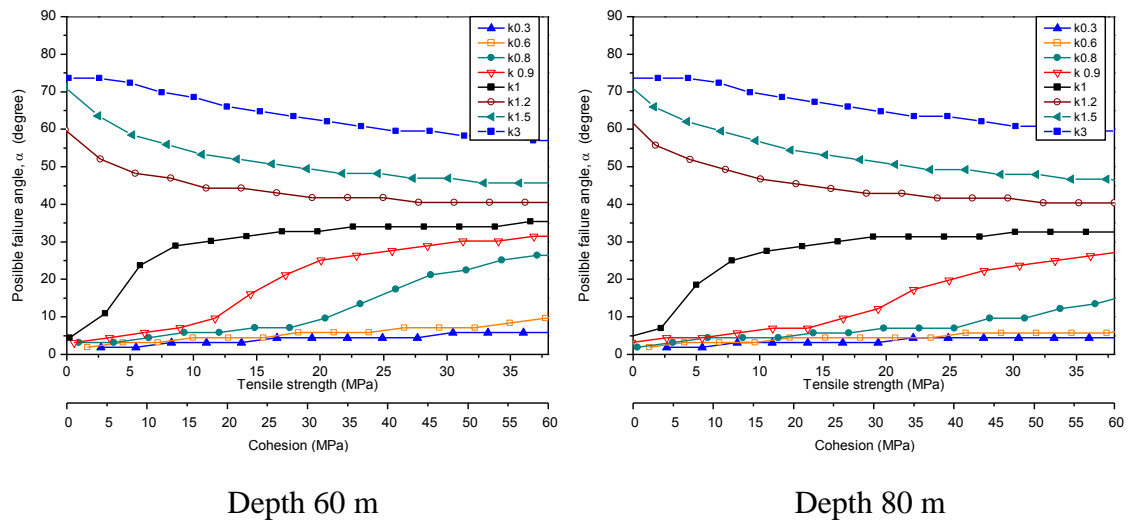 Posilble failure angle, α (degree)
90
80
70
60
50
40
30
20
10
0
k0.3
k0.6
k0.8
k 0.9
k1
k1.2
k1.5
k3
0 5 10 15 20 25 30 35
Tensile strength (MPa)
0 5 10 15 20 25 30 35 40 45 50 55 60
Cohesion (MPa)
Depth 60 m
Posilble failure angle, α (degree)
90
80
70
60
50
40
30
20
10
0
k0.3
k0.6
k0.8
k 0.9
k1
k1.2
k1.5
k3
0 5 10 15 20 25 30 35
Tensile strength (MPa)
0 5 10 15 20 25 30 35 40 45 50 55 60
Cohesion (MPa)
Depth 80 m